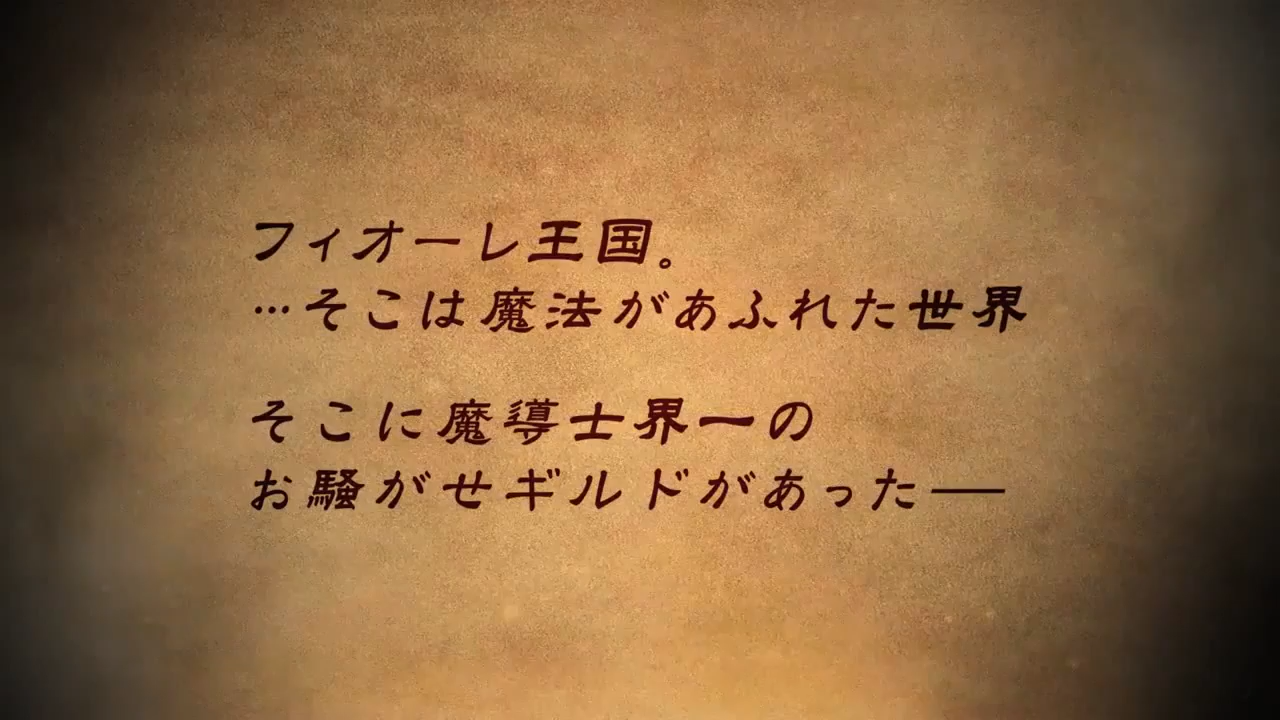 フィオーレ王国。
…そこは魔法があふれた世界
そこに魔導士界一の
お騒がせギルドがあった──